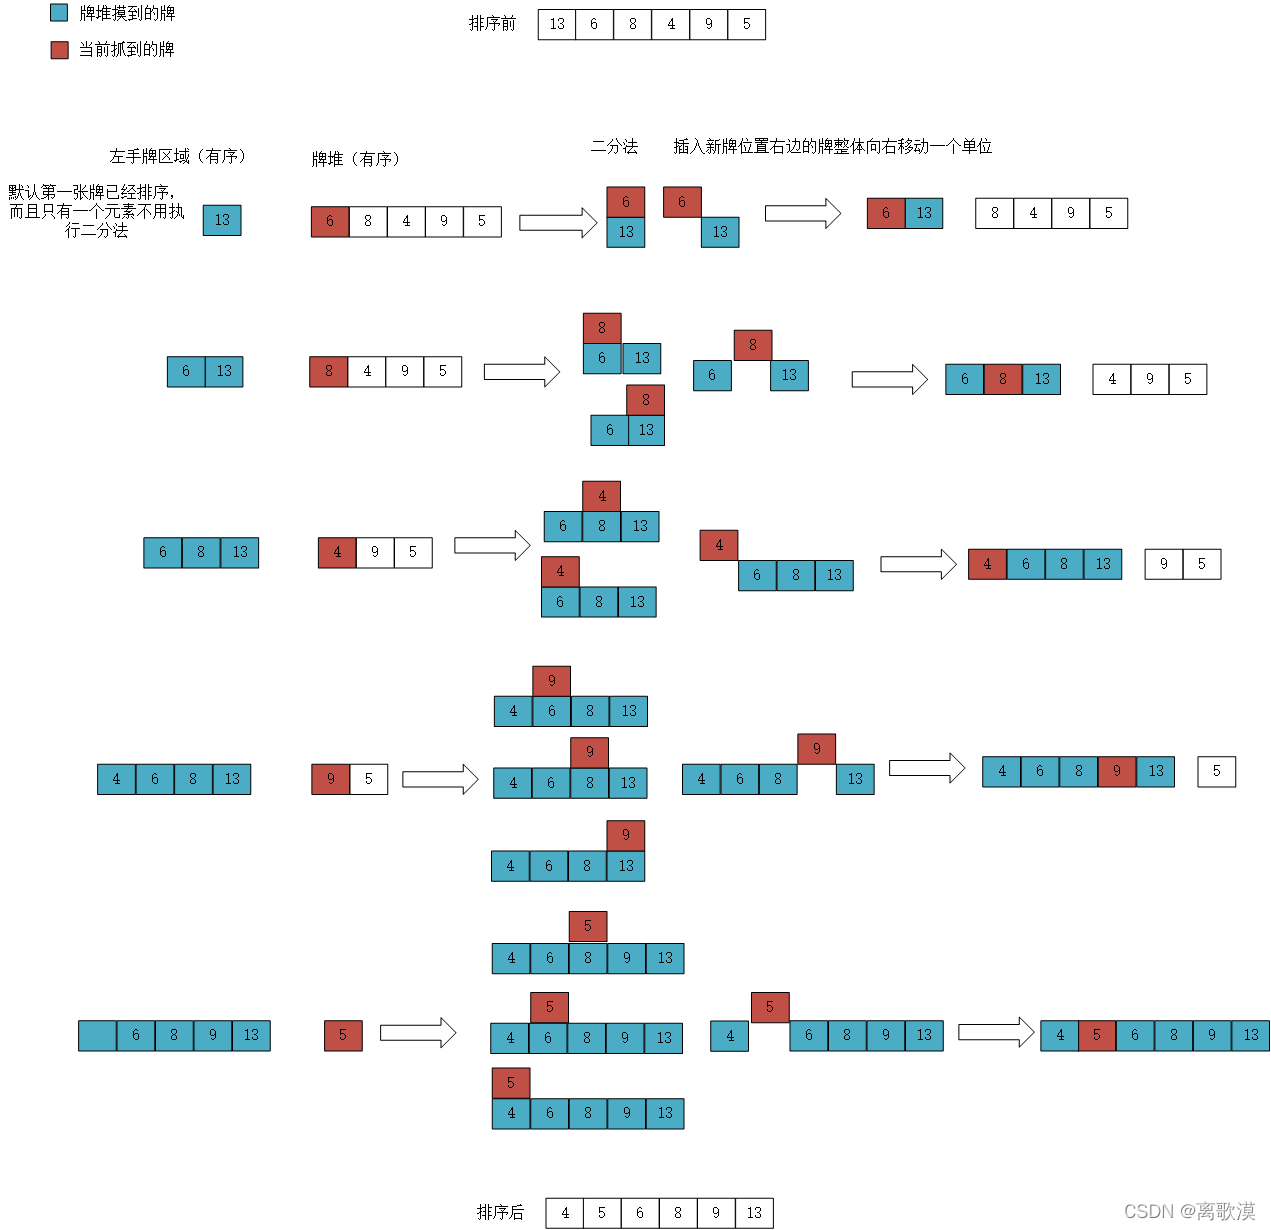 牌堆摸到的牌
当前抓到的牌
排序前 13 6 8 4 9 5
左手牌区域（有序）
牌堆（有序）
二分法
插入新牌位置右边的牌整体向右移动一个单位
默认第一张牌已经排序，
而且只有一个元素不用执
行二分法
13
6 8 4 9 5
6
13
6
13
6 13
8 4 9 5
6 13
8 4 9 5
8
6 13
8
6 13
8
6 13
6 8 13
4 9 5
6 8 13
4 9 5
4
6 8 13
4
6 8 13
4
6 8 13
4 6 8 13
9 5
4 6 8 13
9 5
9
4 6 8 13
9
4 6 8 13
9
4 6 8 13
9
4 6 8 13
4 6 8 9 13
5
6 8 9 13
5
5
4 6 8 9 13
5
4 6 8 9 13
5
4 6 8 9 13
5
4 6 8 9 13
4 5 6 8 9 13
排序后 4 5 6 8 9 13
CSDN @离歌漠